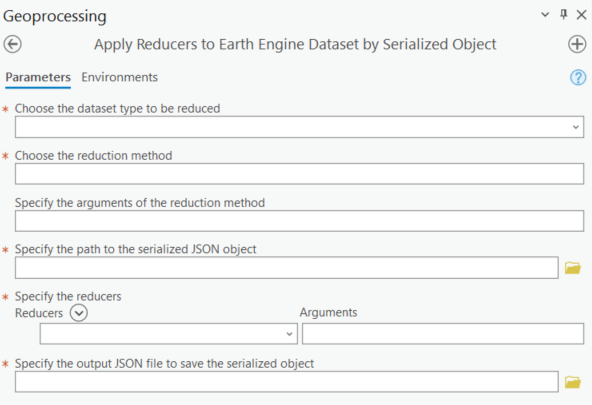 Geoprocessing
Apply Reducers to Earth Engine Dataset by Serialized Object
Parameters Environments
* Choose the dataset type to be reduced
* Choose the reduction method
Specify the arguments of the reduction method
* Specify the path to the serialized JSON object
* Specify the reducers
Reducers Arguments
* Specify the output JSON file to save the serialized object